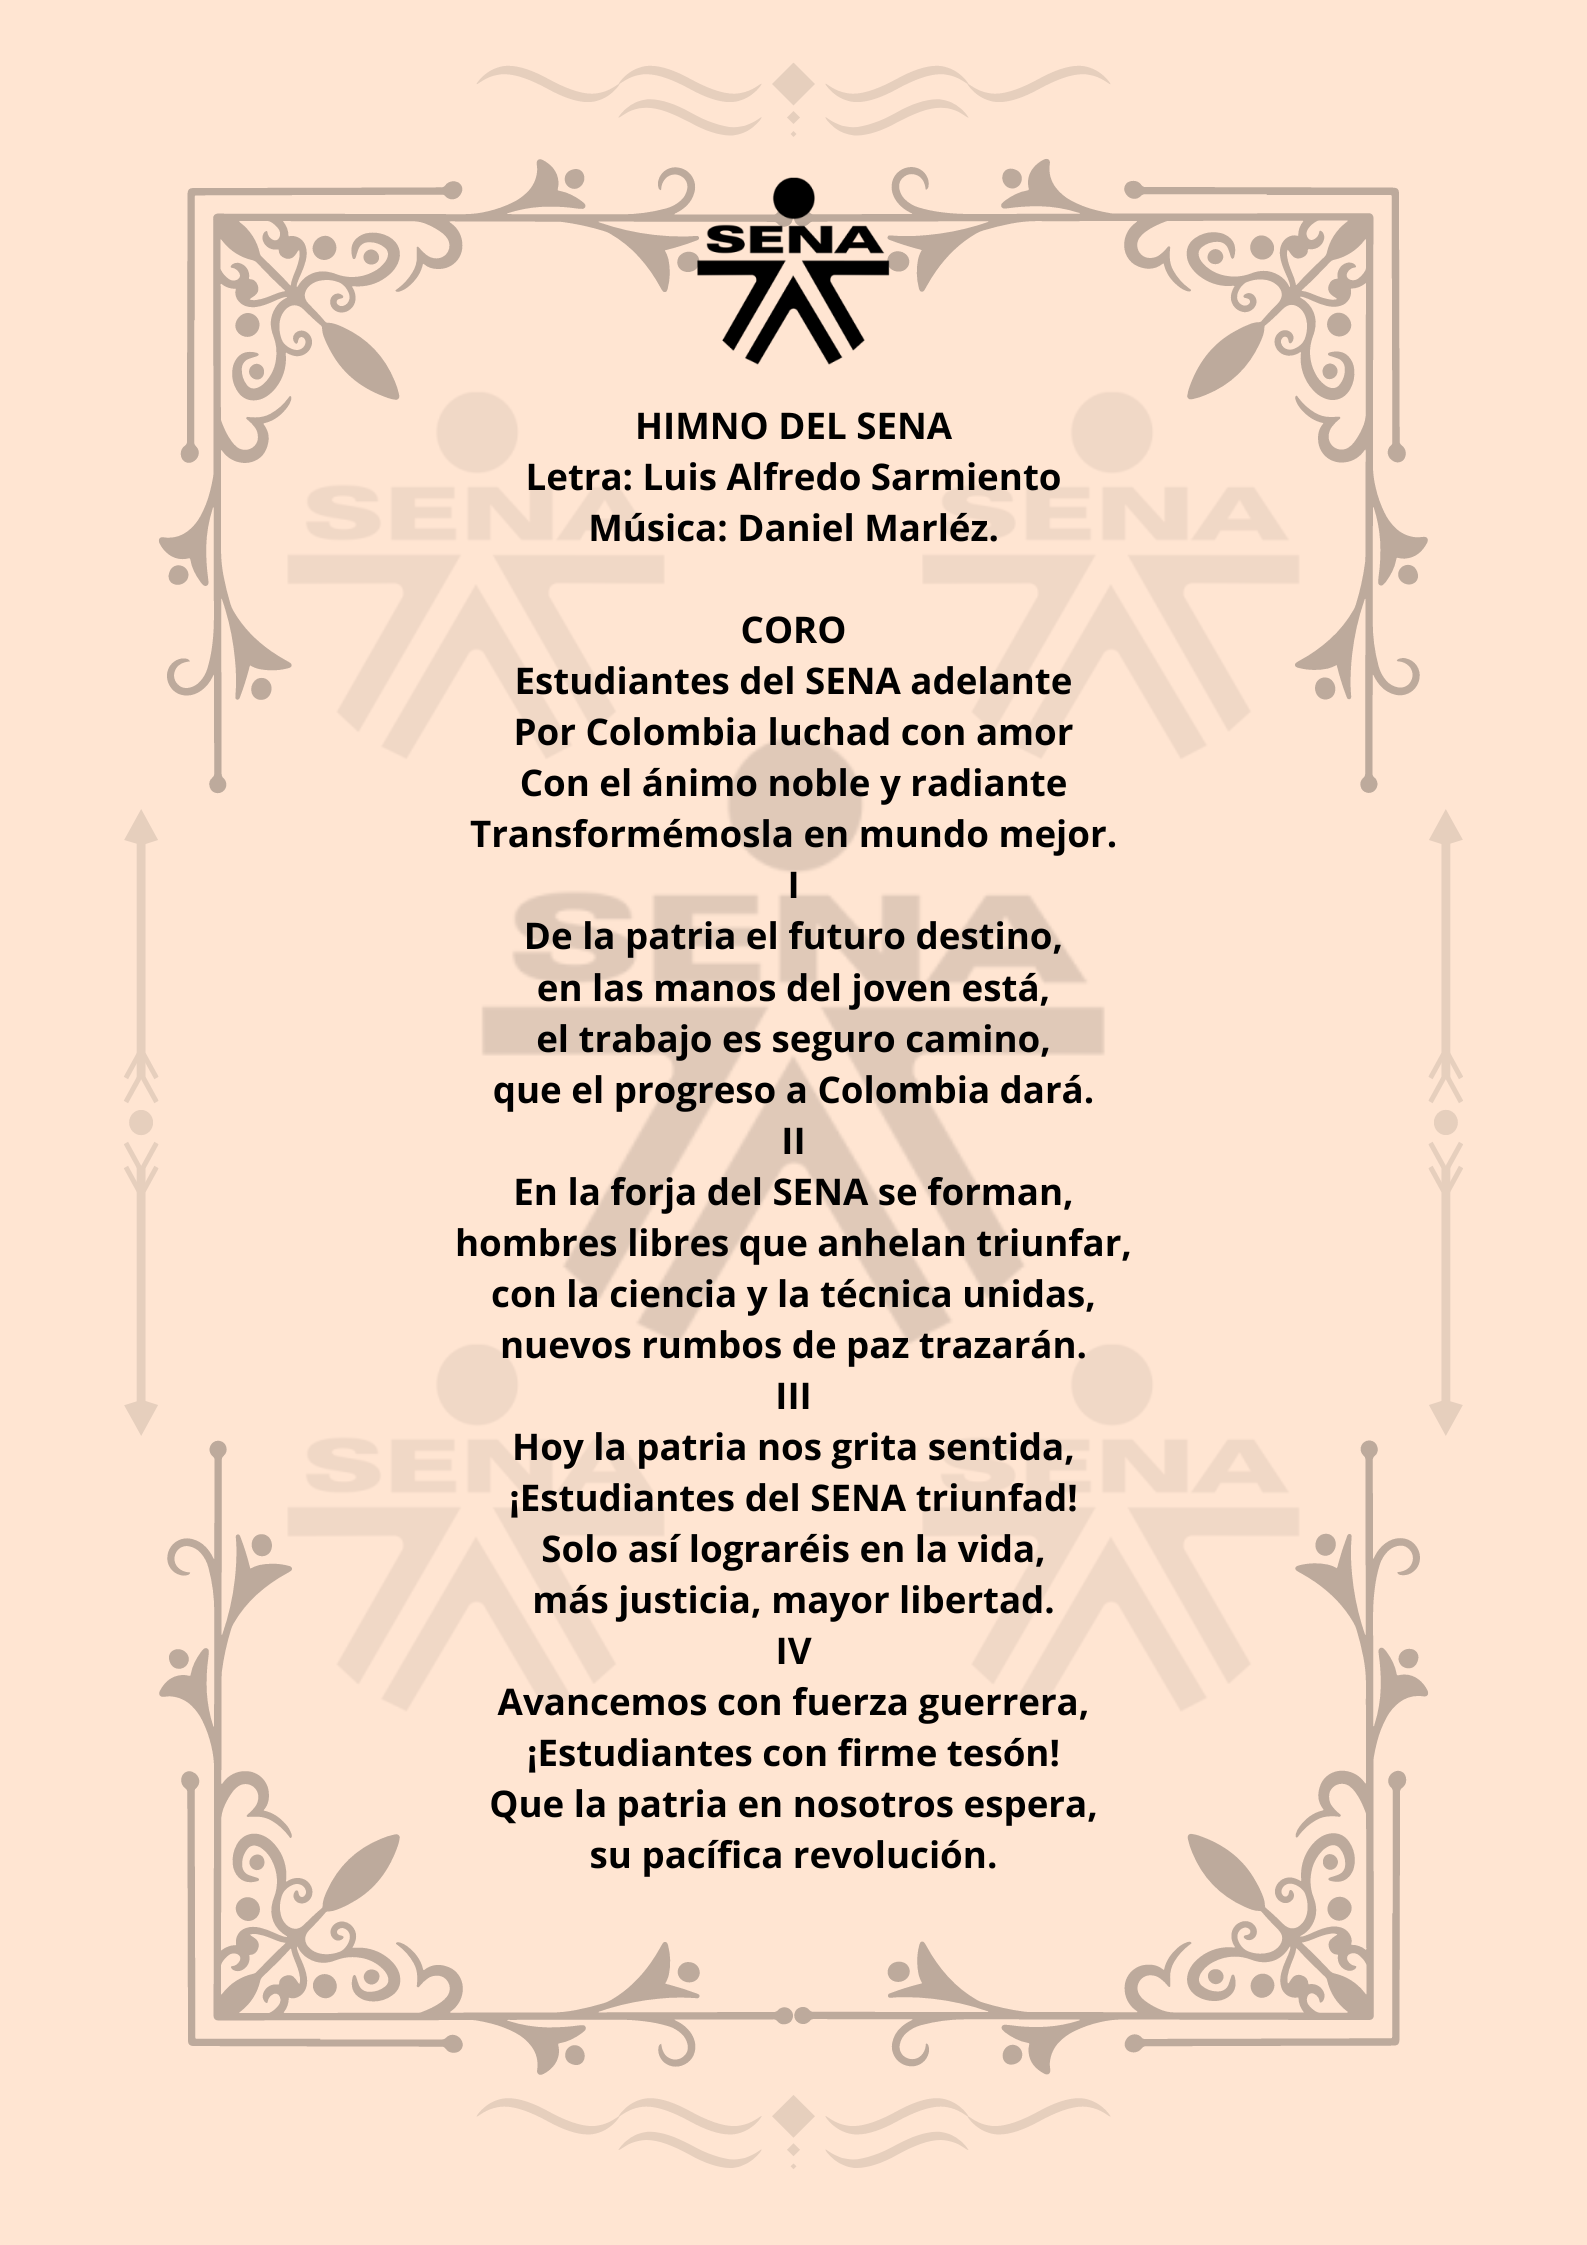 SENA
HIMNO DEL SENA
Letra: Luis Alfredo Sarmiento
Música: Daniel Marléz.
CORO
Estudiantes del SENA adelante
Por Colombia luchad con amor
Con el ánimo noble y radiante
Transformémosla en mundo mejor.
I
De la patria el futuro destino,
en las manos del joven está,
el trabajo es seguro camino,
que el progreso a Colombia dará.
II
En la forja del SENA se forman,
hombres libres que anhelan triunfar,
con la ciencia y la técnica unidas,
nuevos rumbos de paz trazarán.
III
Hoy la patria nos grita sentida,
¡Estudiantes del SENA triunfad!
Solo así lograréis en la vida,
más justicia, mayor libertad.
IV
Avancemos con fuerza guerrera,
¡Estudiantes con firme tesón!
Que la patria en nosotros espera,
su pacífica revolución.
SENA
SENA
SENA
SENA
SENA